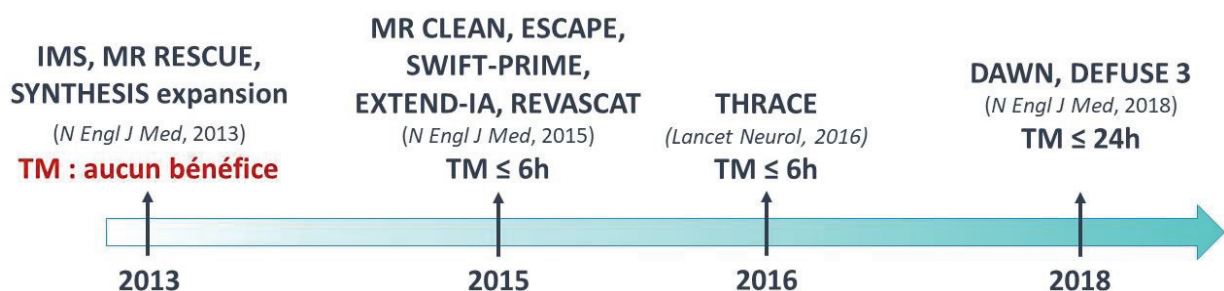 IMS, MR RESCUE,
SYNTHESIS expansion
(N Engl J Med, 2013)
TM : aucun bénéfice
MR CLEAN, ESCAPE,
SWIFT-PRIME,
EXTEND-IA, REVASCAT
(N Engl J Med, 2015)
TM ≤ 6h
THRACE
(Lancet Neurol, 2016)
TM ≤ 6h
DAWN, DEFUSE 3
(N Engl J Med, 2018)
TM ≤ 24h
2013
2015
2016
2018